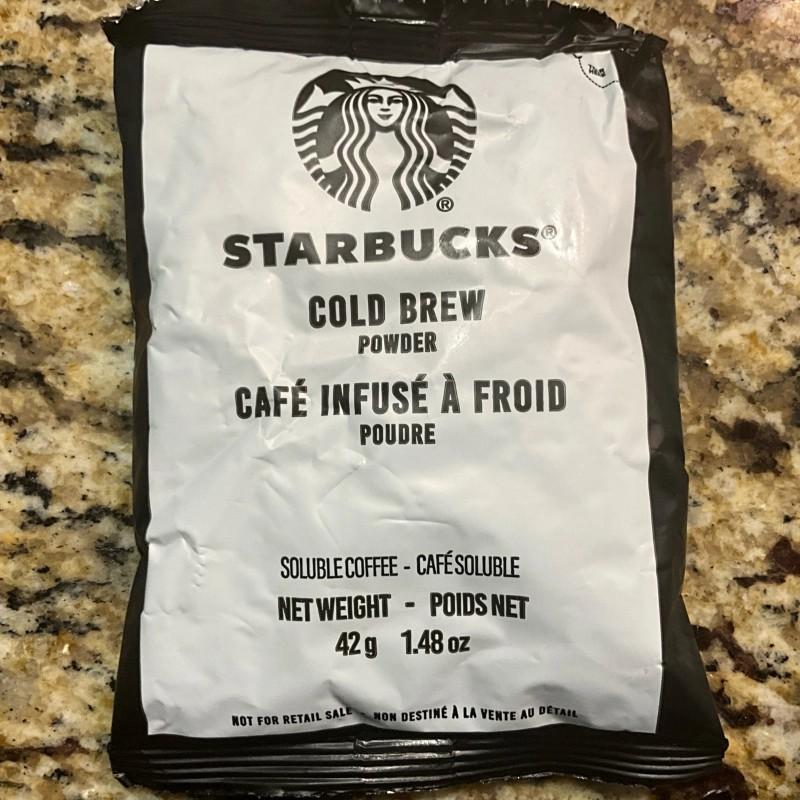 STARBUCKS®
COLD BREW
POWDER
CAFÉ INFUSÉ À FROID
POUDRE
SOLUBLE COFFEE - CAFÉ SOLUBLE
NET WEIGHT - POIDS NET
42 g 1.48 oz
NOT FOR RETAIL SALE - NON DESTINÉ À LA VENTE AU DÉTAIL